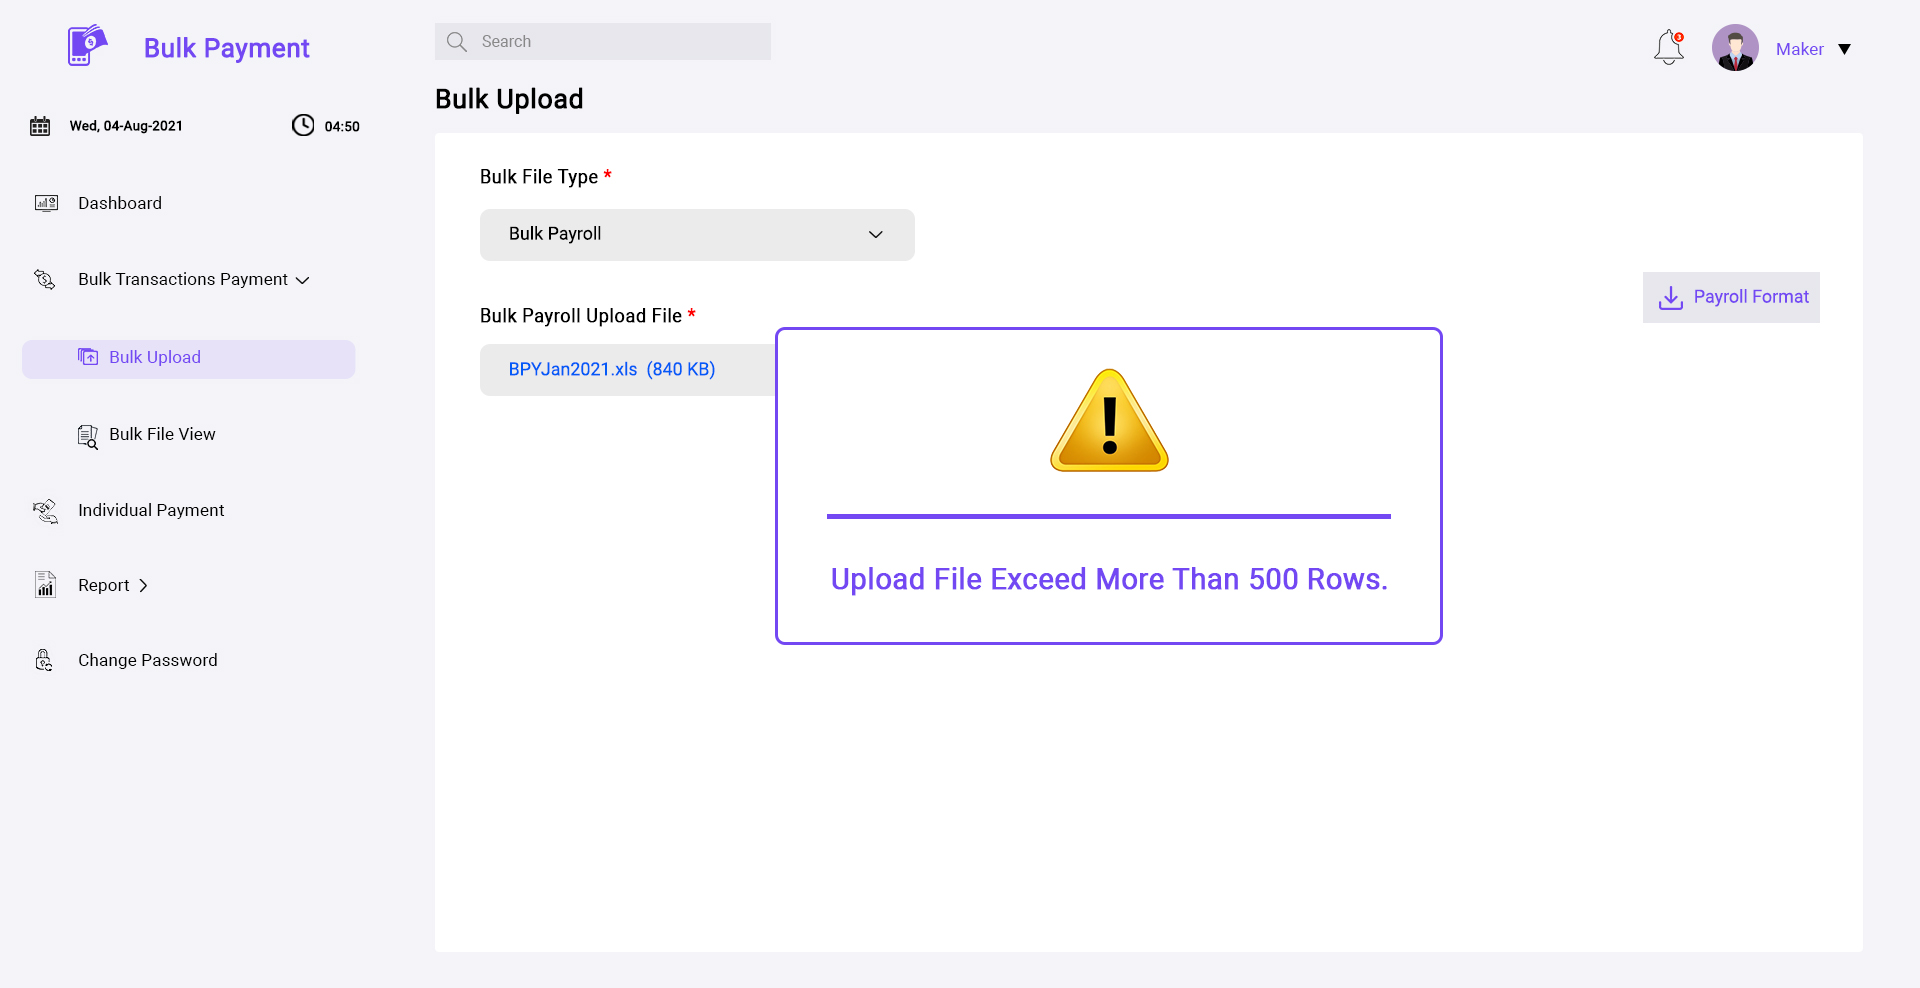 Bulk Payment
Search
3
Maker
Bulk Upload
Wed, 04-Aug-2021
04:50
Dashboard
Bulk Transactions Payment
Bulk Upload
Bulk File View
Individual Payment
Report
Change Password
Bulk File Type *
Bulk Payroll
Payroll Format
Bulk Payroll Upload File *
BPYJan2021.xls (840 KB)
Upload File Exceed More Than 500 Rows.